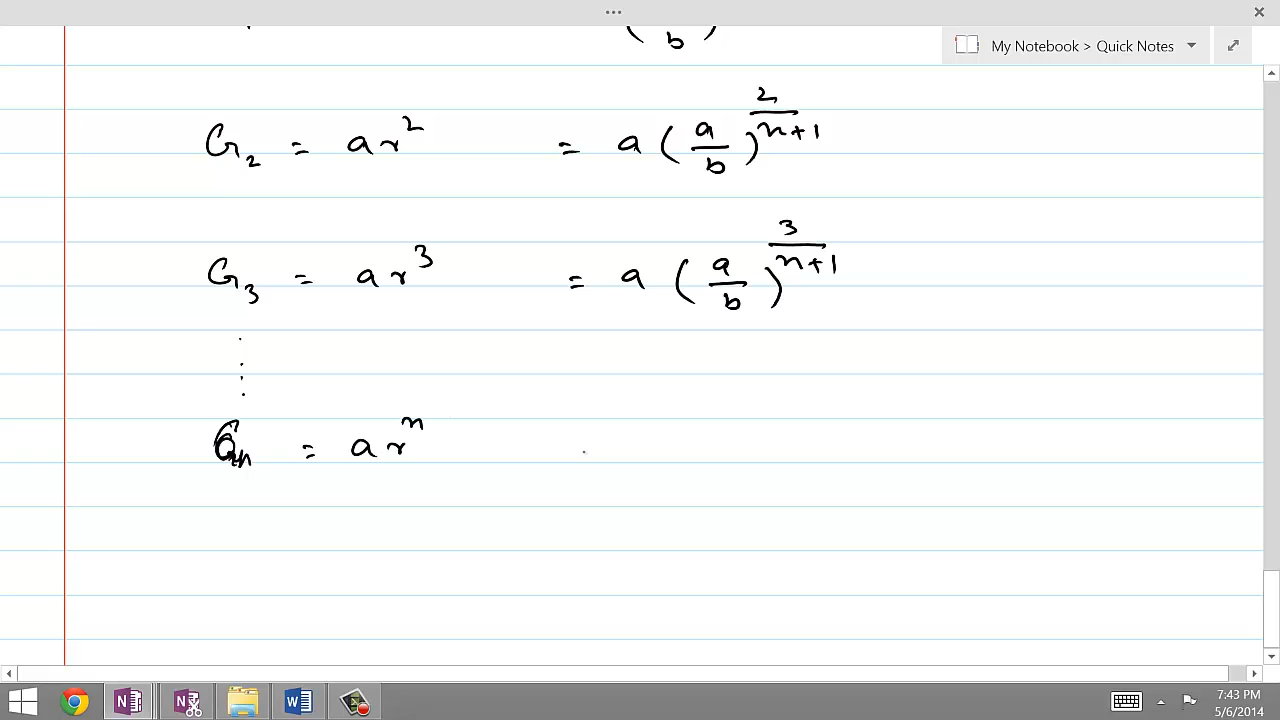 (b)
My Notebook > Quick Notes
G₂ = ar² = a(a/b)^(2/(n+1))
G₃ = ar³ = a(a/b)^(3/(n+1))
⋮
Gₙ = arⁿ
7:43 PM
5/6/2014